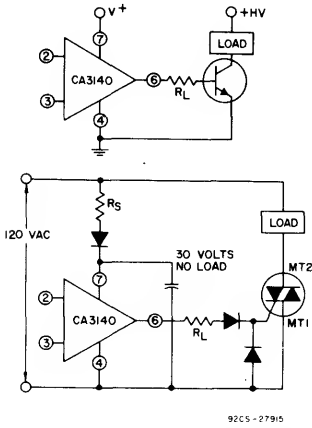 V+
+HV
LOAD
7
2
CA3140
6
3
RL
4
RS
120 VAC
LOAD
30 VOLTS
NO LOAD
MT2
7
2
CA3140
6
3
RL
MT1
4
92CS-27915